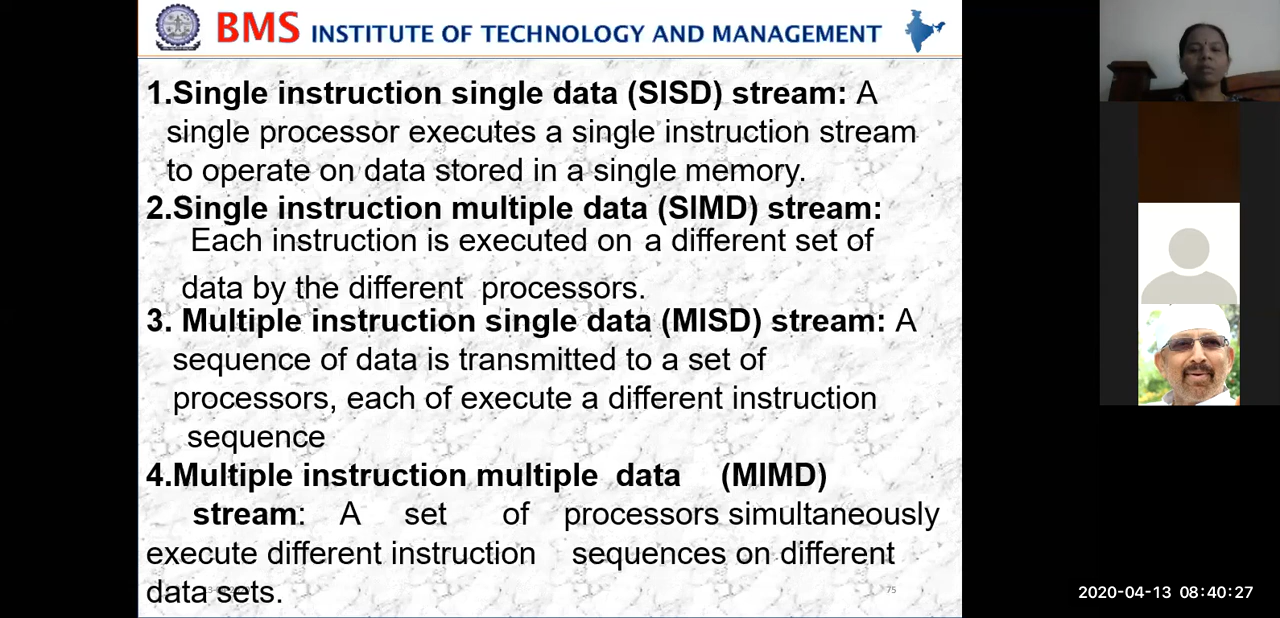 BMS INSTITUTE OF TECHNOLOGY AND MANAGEMENT
1.Single instruction single data (SISD) stream: A
single processor executes a single instruction stream
to operate on data stored in a single memory.
2.Single instruction multiple data (SIMD) stream:
Each instruction is executed on a different set of
data by the different processors.
3. Multiple instruction single data (MISD) stream: A
sequence of data is transmitted to a set of
processors, each of execute a different instruction
sequence
4.Multiple instruction multiple data (MIMD)
stream: A set of processors simultaneously
execute different instruction sequences on different
data sets.
75
2020-04-13 08:40:27